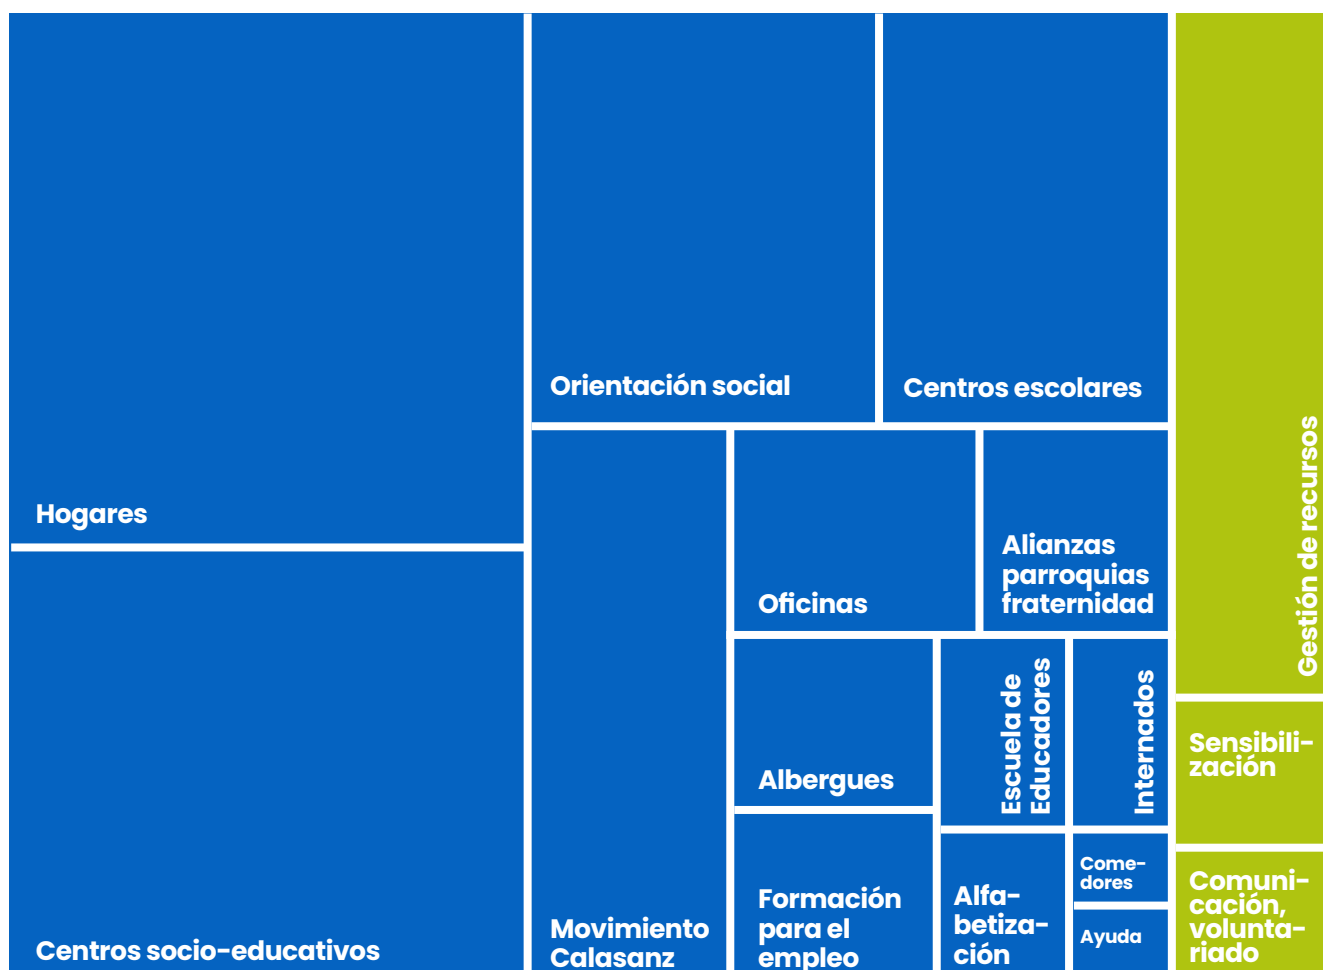 Orientación social
Centros escolares
Hogares
Gestión de recursos
Alianzas
parroquias
fraternidad
Oficinas
Escuela de
Educadores
Internados
Albergues
Sensibili-
zación
Come-
dores
Ayuda
Formación
para el
empleo
Alfa-
betiza-
ción
Comuni-
cación,
volunta-
riado
Movimiento
Calasanz
Centros socio-educativos